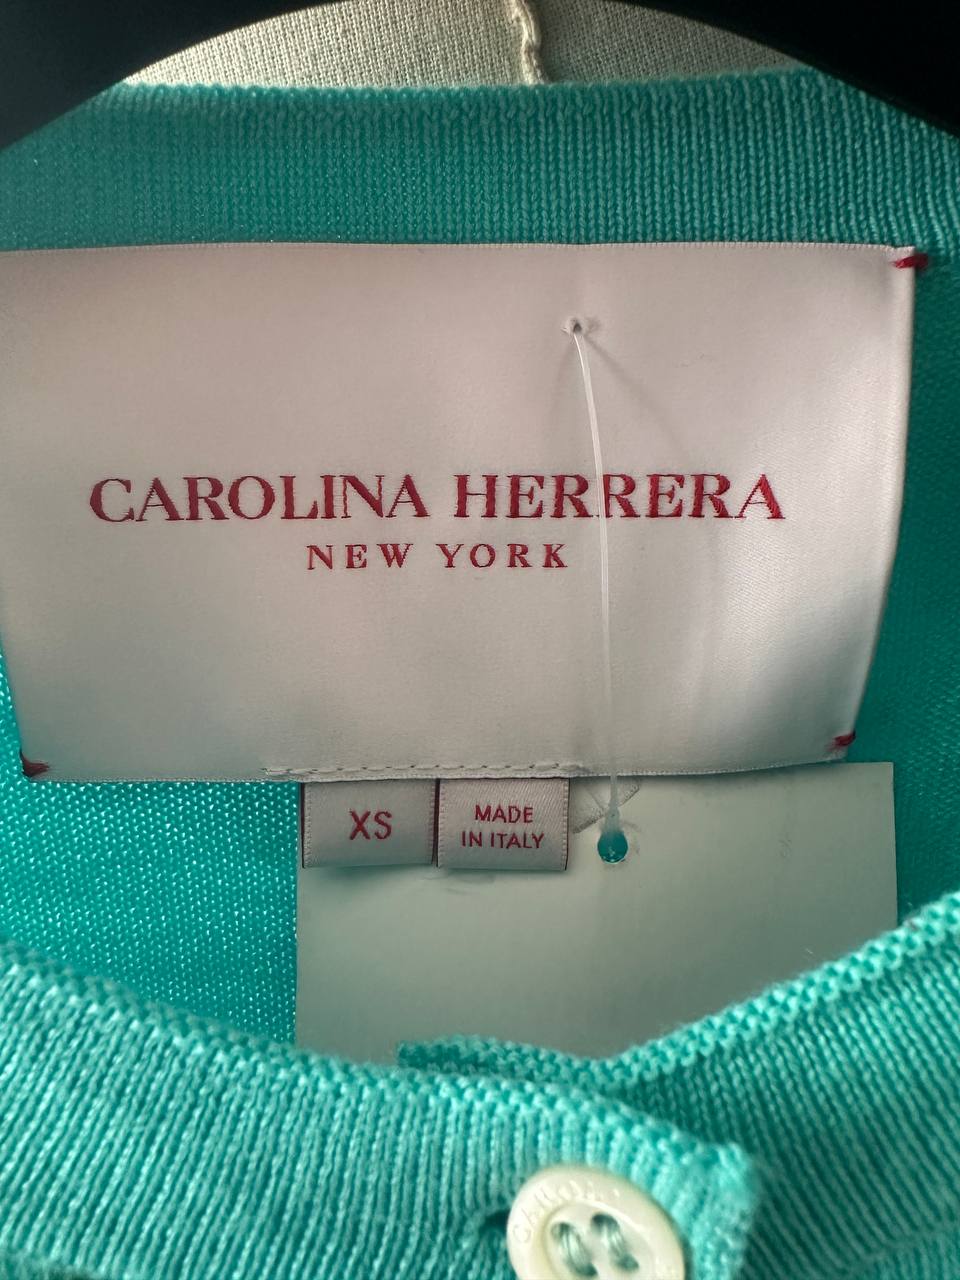 CAROLINA HERRERA
NEW YORK
XS
MADE
IN ITALY